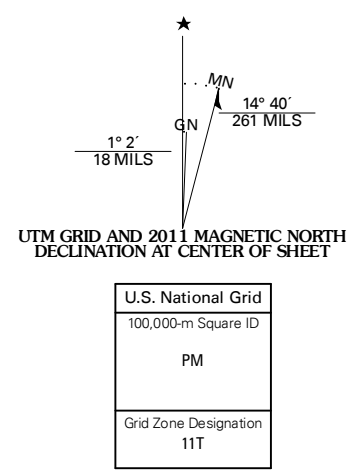 ★
MN
GN
14° 40´
261 MILS
1° 2´
18 MILS
UTM GRID AND 2011 MAGNETIC NORTH
DECLINATION AT CENTER OF SHEET
U.S. National Grid
100,000-m Square ID
PM
Grid Zone Designation
11T